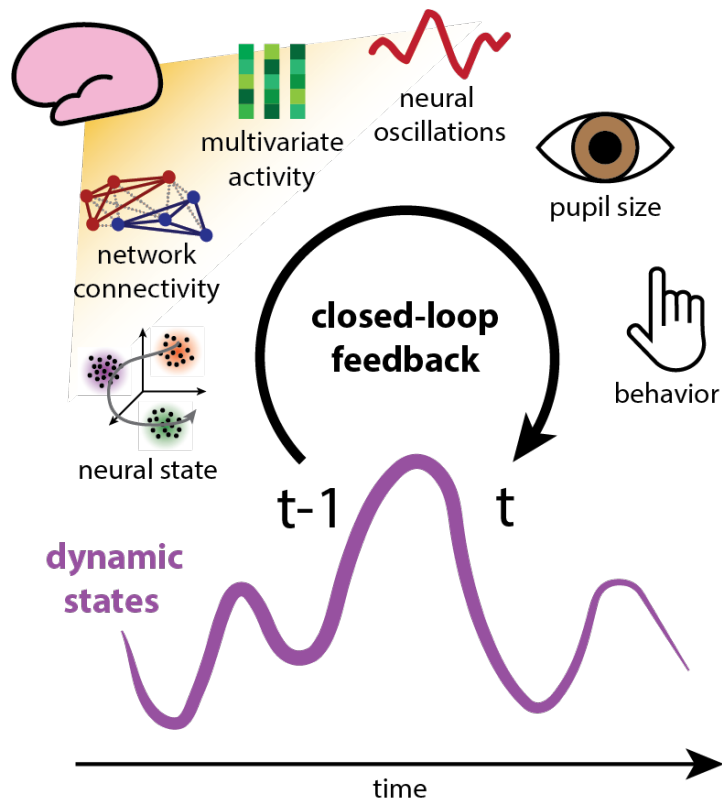 neural
oscillations
multivariate
activity
pupil size
network
connectivity
closed-loop
feedback
behavior
neural state
t-1
t
dynamic
states
time